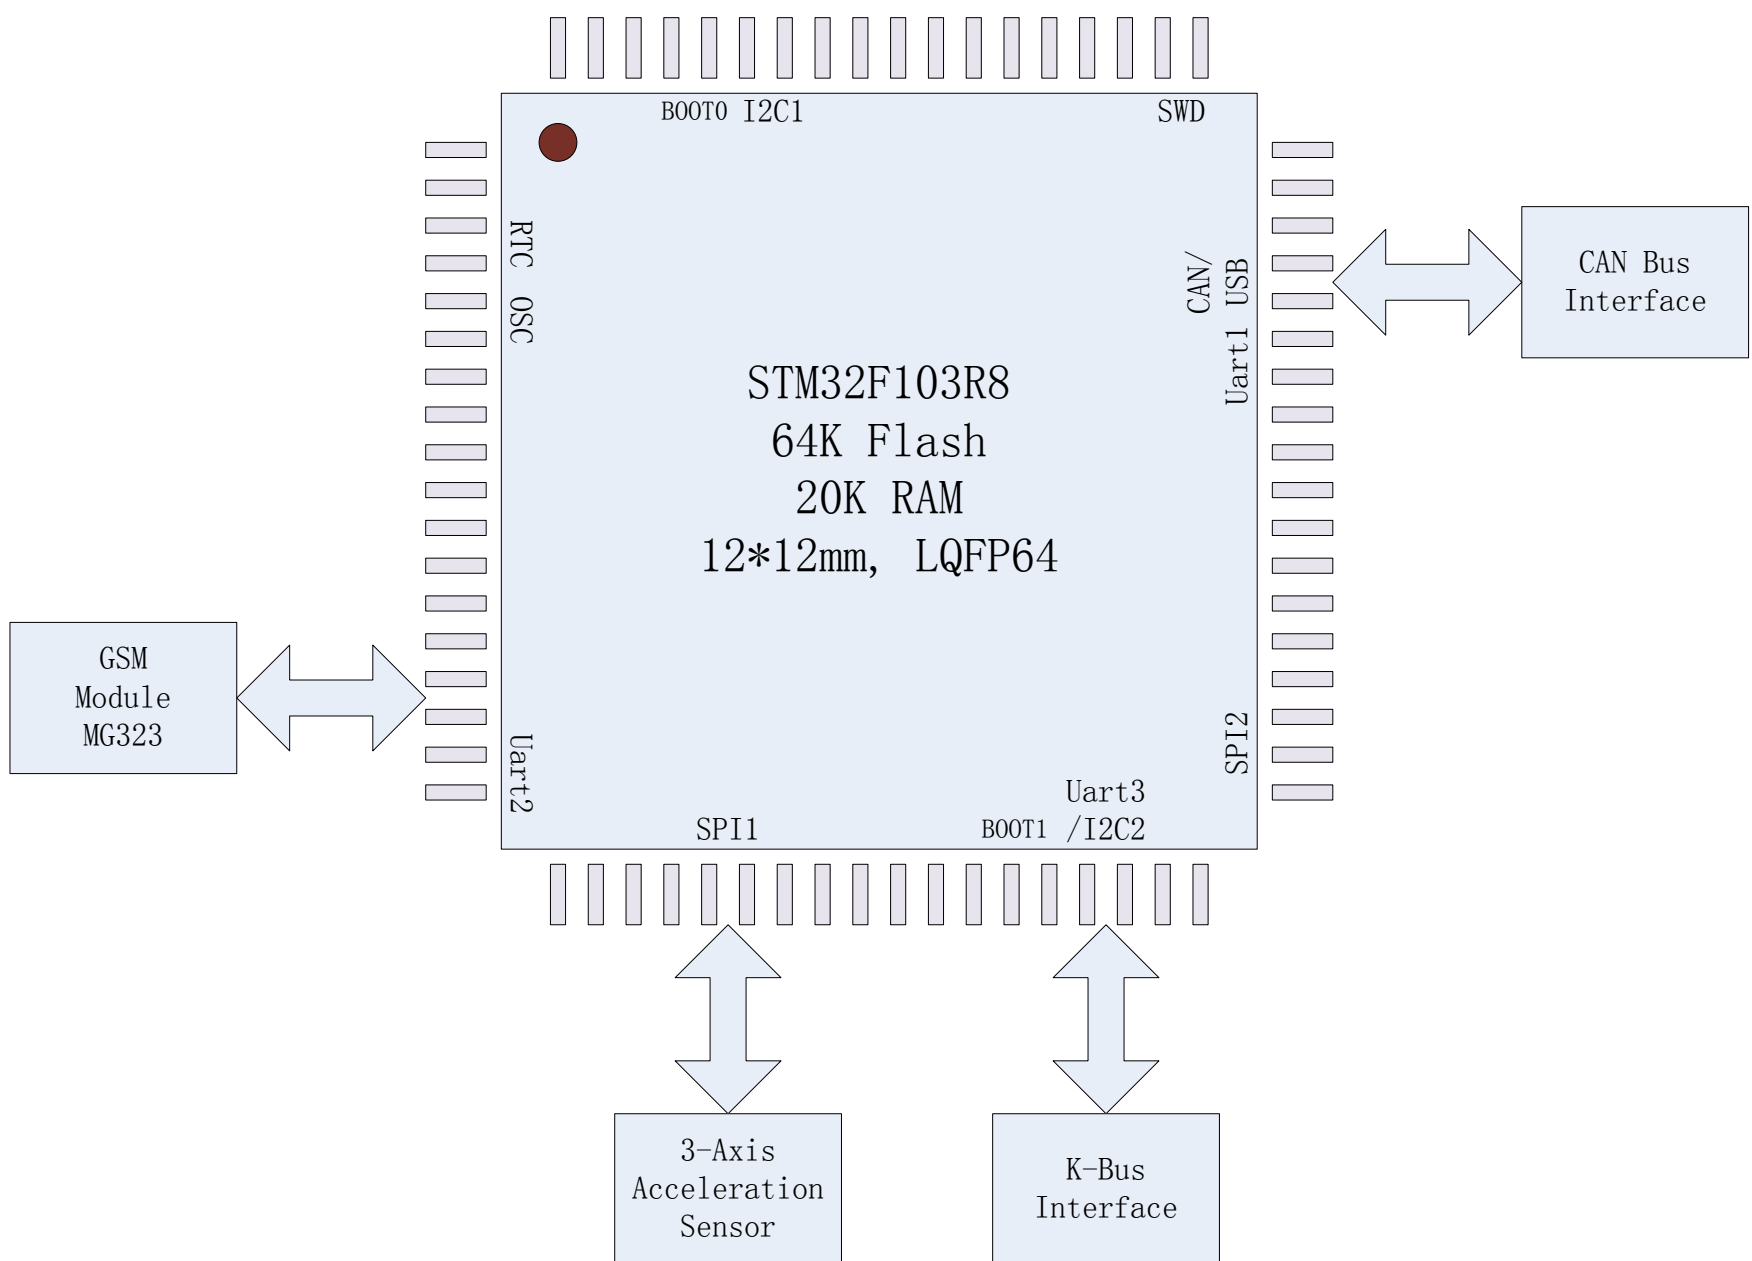 BOOT0 I2C1
SWD
RTC OSC
CAN/
Uart1 USB
CAN Bus
Interface
STM32F103R8
64K Flash
20K RAM
12*12mm, LQFP64
GSM
Module
MG323
Uart2
SPI2
SPI1
Uart3
BOOT1 /I2C2
3-Axis
Acceleration
Sensor
K-Bus
Interface